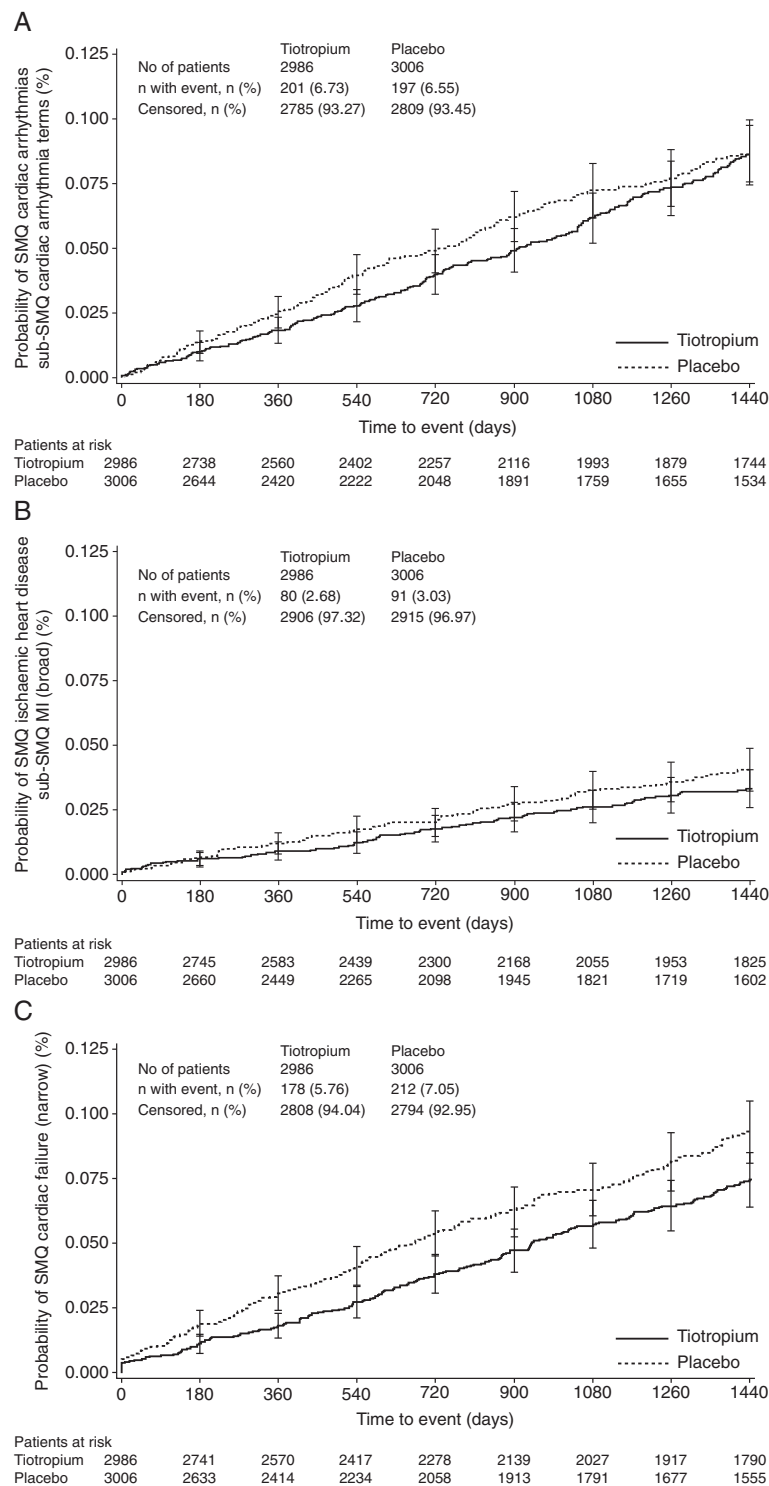 A
Probability of SMQ cardiac arrhythmias
sub-SMQ cardiac arrhythmia terms (%)
0.125
0.100
0.075
0.050
0.025
0.000
Tiotropium Placebo
No of patients 2986 3006
n with event, n (%) 201 (6.73) 197 (6.55)
Censored, n (%) 2785 (93.27) 2809 (93.45)
Tiotropium
Placebo
0 180 360 540 720 900 1080 1260 1440
Time to event (days)
Patients at risk
Tiotropium 2986 2738 2560 2402 2257 2116 1993 1879 1744
Placebo 3006 2644 2420 2222 2048 1891 1759 1655 1534
B
Probability of SMQ ischaemic heart disease
sub-SMQ MI (broad) (%)
0.125
0.100
0.075
0.050
0.025
0.000
Tiotropium Placebo
No of patients 2986 3006
n with event, n (%) 80 (2.68) 91 (3.03)
Censored, n (%) 2906 (97.32) 2915 (96.97)
Tiotropium
Placebo
0 180 360 540 720 900 1080 1260 1440
Time to event (days)
Patients at risk
Tiotropium 2986 2745 2583 2439 2300 2168 2055 1953 1825
Placebo 3006 2660 2449 2265 2098 1945 1821 1719 1602
C
Probability of SMQ cardiac failure (narrow) (%)
0.125
0.100
0.075
0.050
0.025
0.000
Tiotropium Placebo
No of patients 2986 3006
n with event, n (%) 178 (5.76) 212 (7.05)
Censored, n (%) 2808 (94.04) 2794 (92.95)
Tiotropium
Placebo
0 180 360 540 720 900 1080 1260 1440
Time to event (days)
Patients at risk
Tiotropium 2986 2741 2570 2417 2278 2139 2027 1917 1790
Placebo 3006 2633 2414 2234 2058 1913 1791 1677 1555